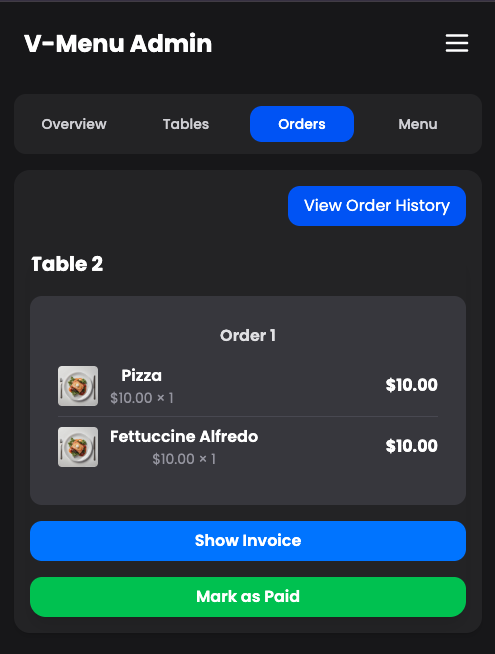 V-Menu Admin
Overview Tables Orders Menu
View Order History
Table 2
Order 1
Pizza
$10.00 × 1
$10.00
Fettuccine Alfredo
$10.00 × 1
$10.00
Show Invoice
Mark as Paid